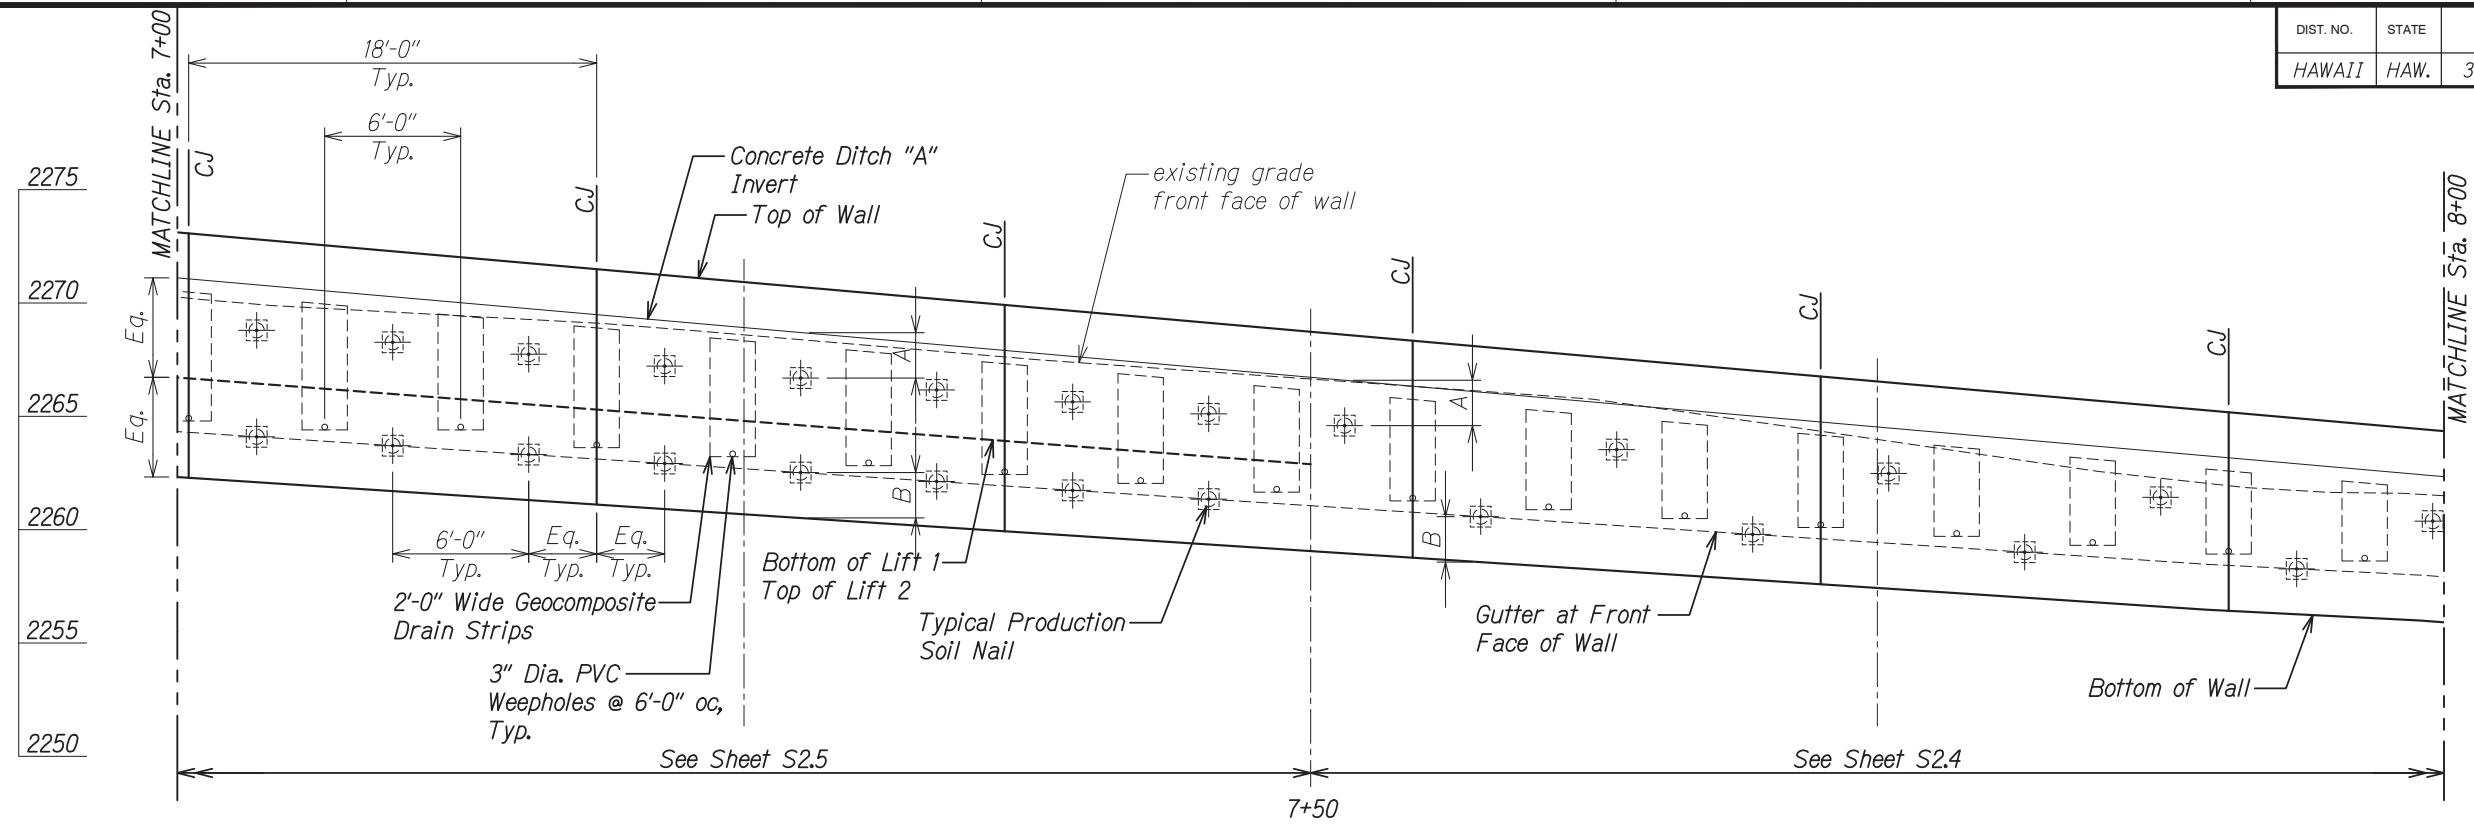 DIST. NO. STATE
HAWAII HAW. 3
MATCHLINE Sta. 7+00
18'-0"
Typ.
6'-0"
Typ.
CJ
CJ
CJ
CJ
CJ
CJ
MATCHLINE Sta. 8+00
2275
2270
2265
2260
2255
2250
Concrete Ditch "A"
Invert
Top of Wall
existing grade
front face of wall
Eq.
Eq.
A
B
A
B
6'-0"
Typ.
Eq.
Typ.
Eq.
Typ.
2'-0" Wide Geocomposite
Drain Strips
3" Dia. PVC
Weepholes @ 6'-0" oc,
Typ.
Bottom of Lift 1
Top of Lift 2
Typical Production
Soil Nail
Gutter at Front
Face of Wall
Bottom of Wall
See Sheet S2.5
See Sheet S2.4
7+50